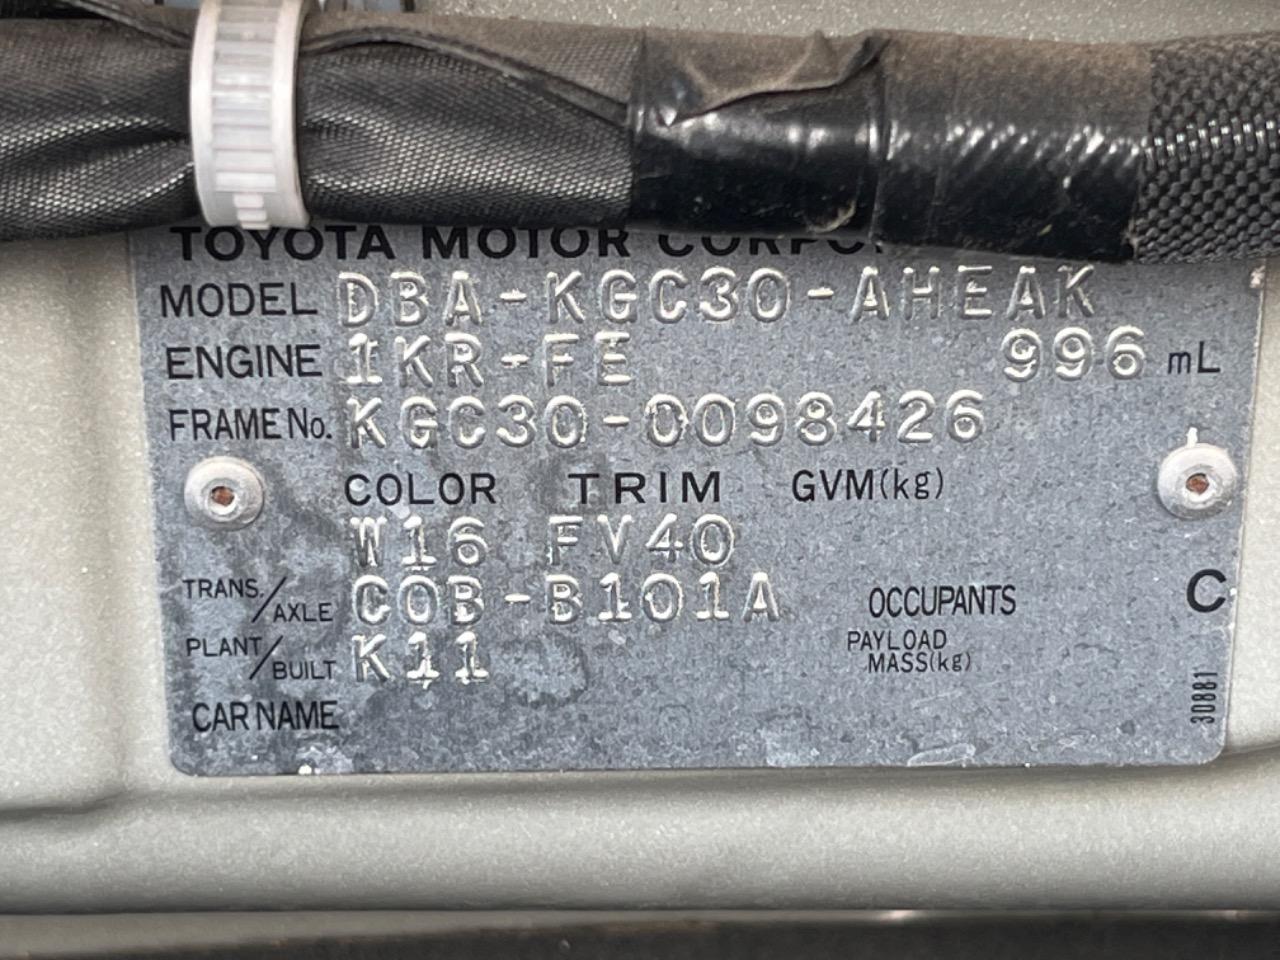 TOYOTA MOTOR CORPO
MODEL DBA-KGC30-AHEAK
ENGINE 1KR-FE 996 mL
FRAME No. KGC30-0098426
COLOR TRIM GVM(kg)
W16 FV40
TRANS./AXLE C0B-B101A OCCUPANTS C
PLANT/BUILT K11 PAYLOAD MASS(kg)
CAR NAME
30881